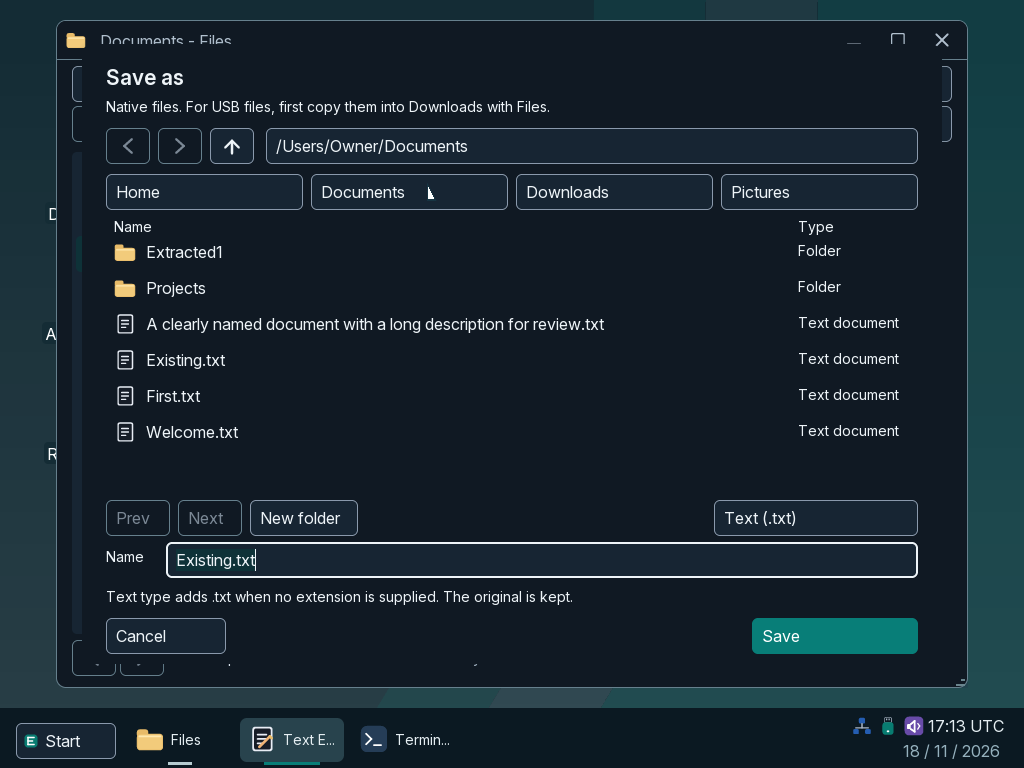 Documents - Files
Save as
Native files. For USB files, first copy them into Downloads with Files.
/Users/Owner/Documents
Home
Documents
Downloads
Pictures
Name
Type
Extracted1
Folder
Projects
Folder
A clearly named document with a long description for review.txt
Text document
Existing.txt
Text document
First.txt
Text document
Welcome.txt
Text document
Prev
Next
New folder
Text (.txt)
Name
Existing.txt
Text type adds .txt when no extension is supplied. The original is kept.
Cancel
Save
E Start
Files
Text E...
Termin...
17:13 UTC
18 / 11 / 2026